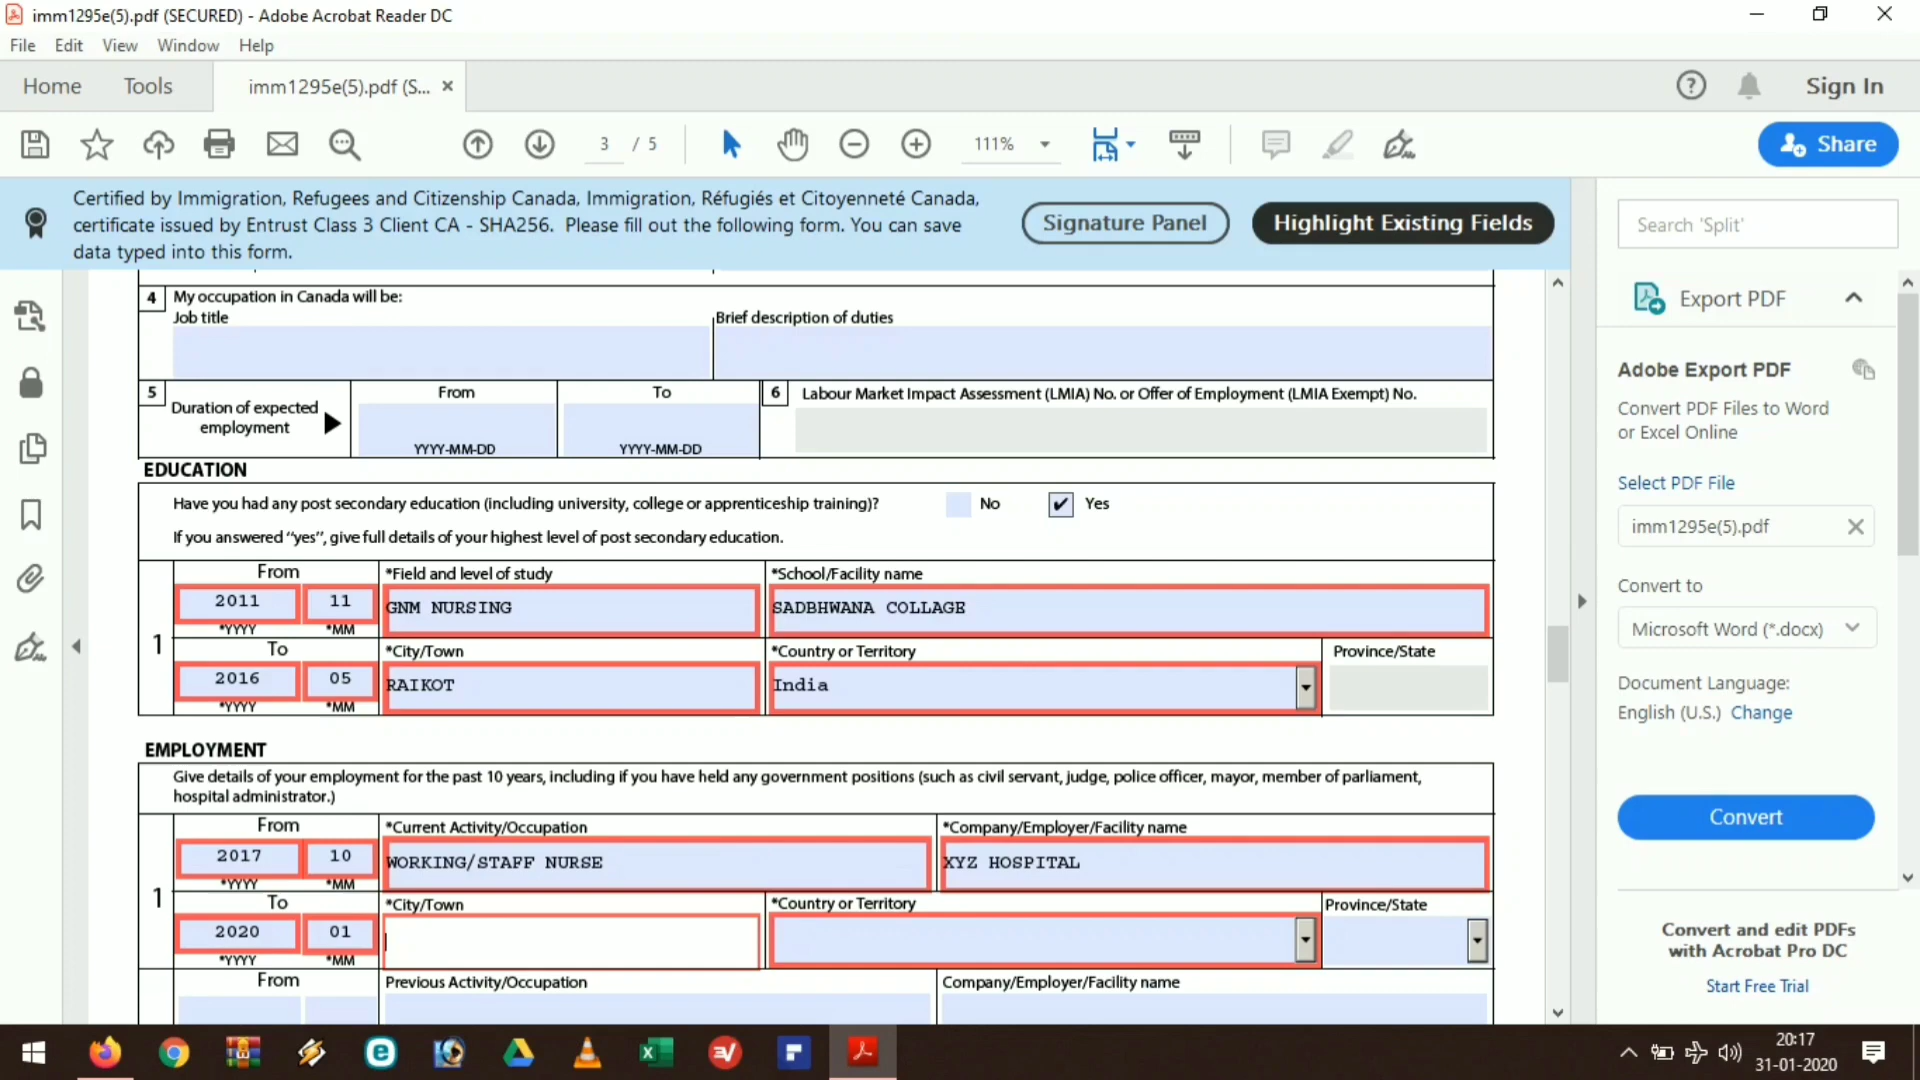 imm1295e(5).pdf (SECURED) - Adobe Acrobat Reader DC
File Edit View Window Help
Home Tools imm1295e(5).pdf (S... × Sign In
3 / 5 111% Share
Certified by Immigration, Refugees and Citizenship Canada, Immigration, Réfugiés et Citoyenneté Canada,
certificate issued by Entrust Class 3 Client CA - SHA256. Please fill out the following form. You can save
data typed into this form.
Signature Panel
Highlight Existing Fields
4 My occupation in Canada will be:
Job title Brief description of duties
5 Duration of expected employment From To
YYYY-MM-DD YYYY-MM-DD
6 Labour Market Impact Assessment (LMIA) No. or Offer of Employment (LMIA Exempt) No.
EDUCATION
Have you had any post secondary education (including university, college or apprenticeship training)? No ✔ Yes
If you answered "yes", give full details of your highest level of post secondary education.
From *Field and level of study *School/Facility name
2011 11 GNM NURSING SADBHWANA COLLAGE
*YYYY *MM
1 To *City/Town *Country or Territory Province/State
2016 05 RAIKOT India
*YYYY *MM
EMPLOYMENT
Give details of your employment for the past 10 years, including if you have held any government positions (such as civil servant, judge, police officer, mayor, member of parliament,
hospital administrator.)
From *Current Activity/Occupation *Company/Employer/Facility name
2017 10 WORKING/STAFF NURSE XYZ HOSPITAL
*YYYY *MM
1 To *City/Town *Country or Territory Province/State
2020 01
*YYYY *MM
From Previous Activity/Occupation Company/Employer/Facility name
Search 'Split'
Export PDF
Adobe Export PDF
Convert PDF Files to Word
or Excel Online
Select PDF File
imm1295e(5).pdf
Convert to
Microsoft Word (*.docx)
Document Language:
English (U.S.) Change
Convert
Convert and edit PDFs
with Acrobat Pro DC
Start Free Trial
20:17
31-01-2020